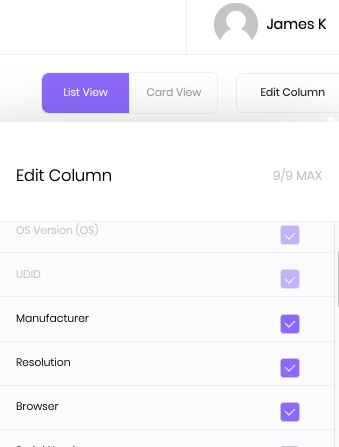 James K
List View
Card View
Edit Column
Edit Column
9/9 MAX
OS Version (OS)
UDID
Manufacturer
Resolution
Browser